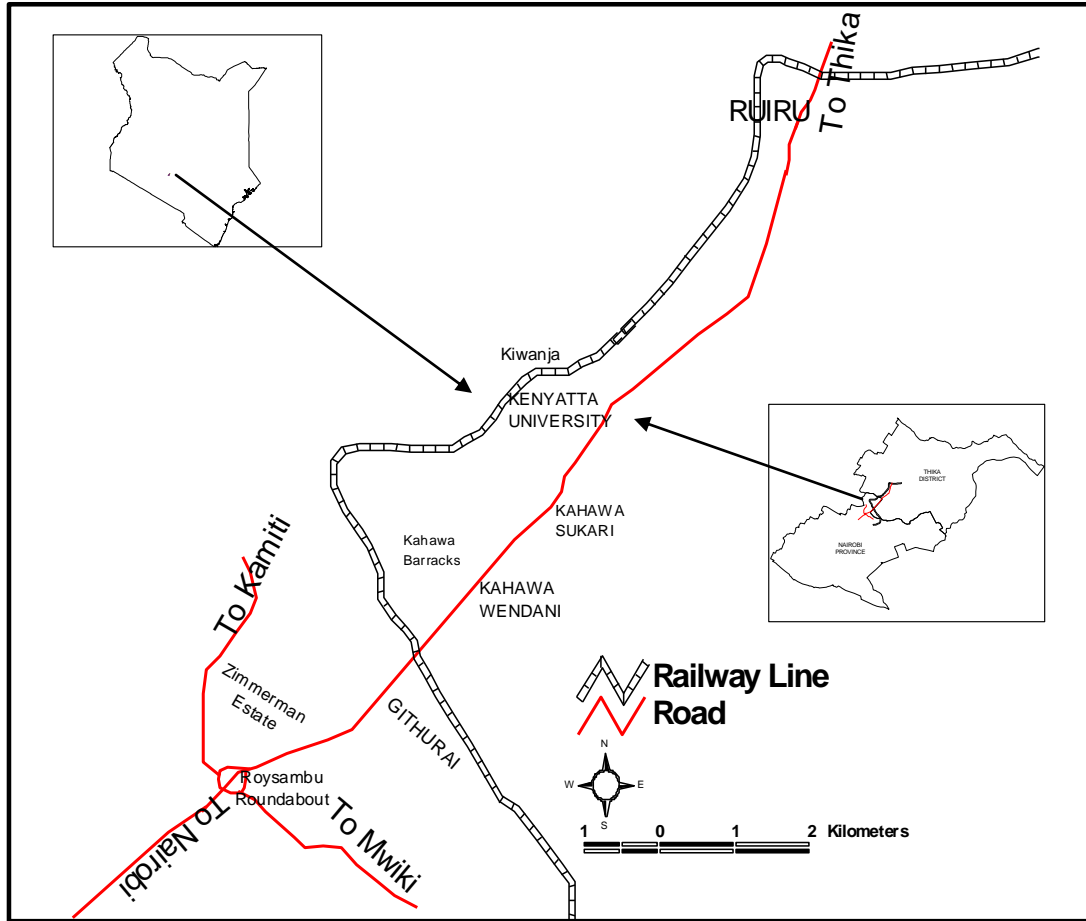 To Thika
RUIRU
Kiwanja
KENYATTA
UNIVERSITY
THIKA
DISTRICT
NAIROBI
PROVINCE
KAHAWA
SUKARI
Kahawa
Barracks
KAHAWA
WENDANI
To Kamiti
Zimmerman
Estate
GITHURAI
Railway Line
Road
Roysambu
Roundabout
To Nairobi
To Mwiki
N
W
E
S
1 0 1 2 Kilometers